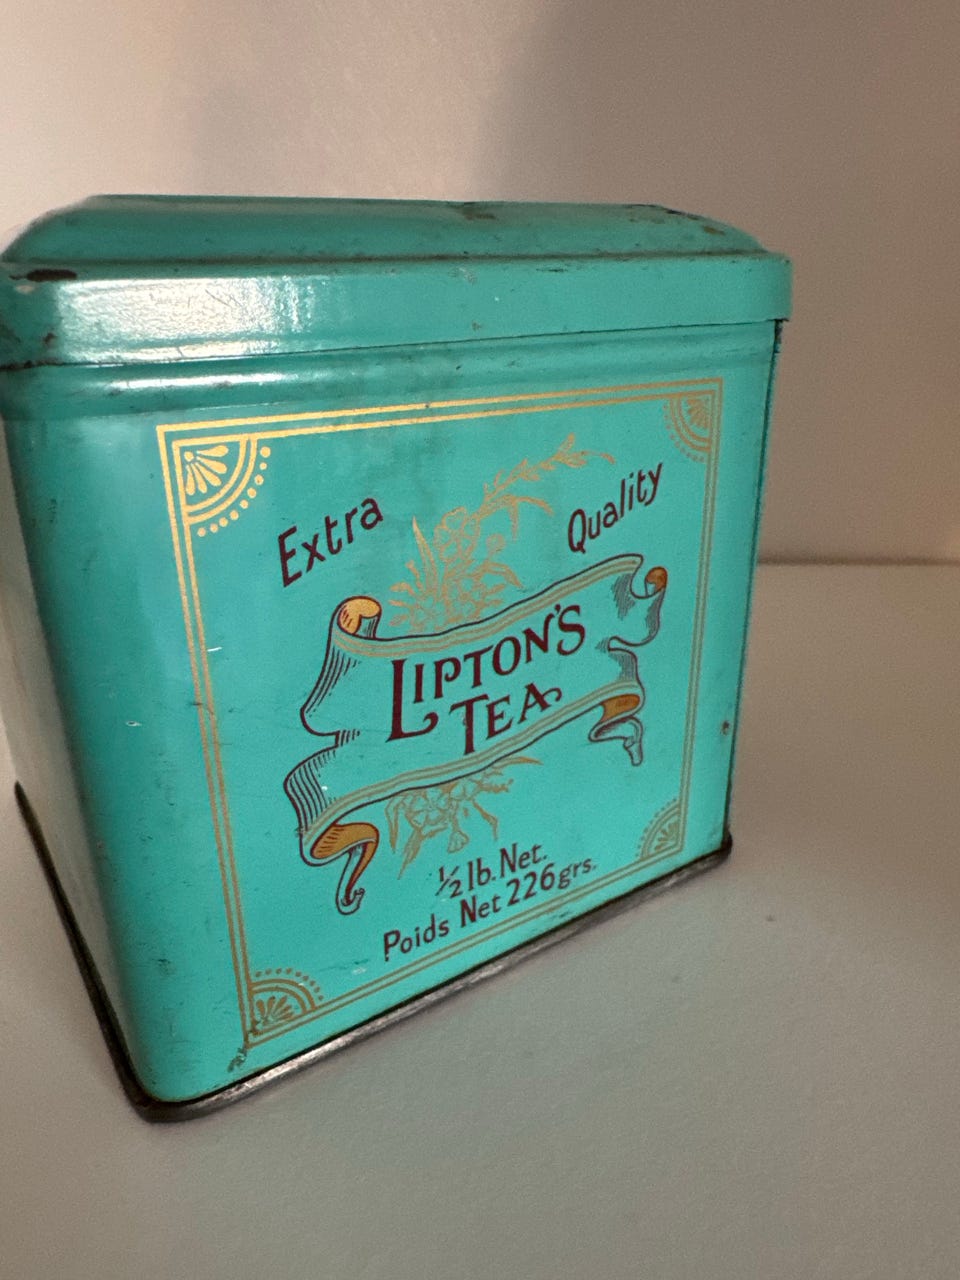 Extra Quality
LIPTON'S
TEA
½ lb. Net.
Poids Net 226 grs.